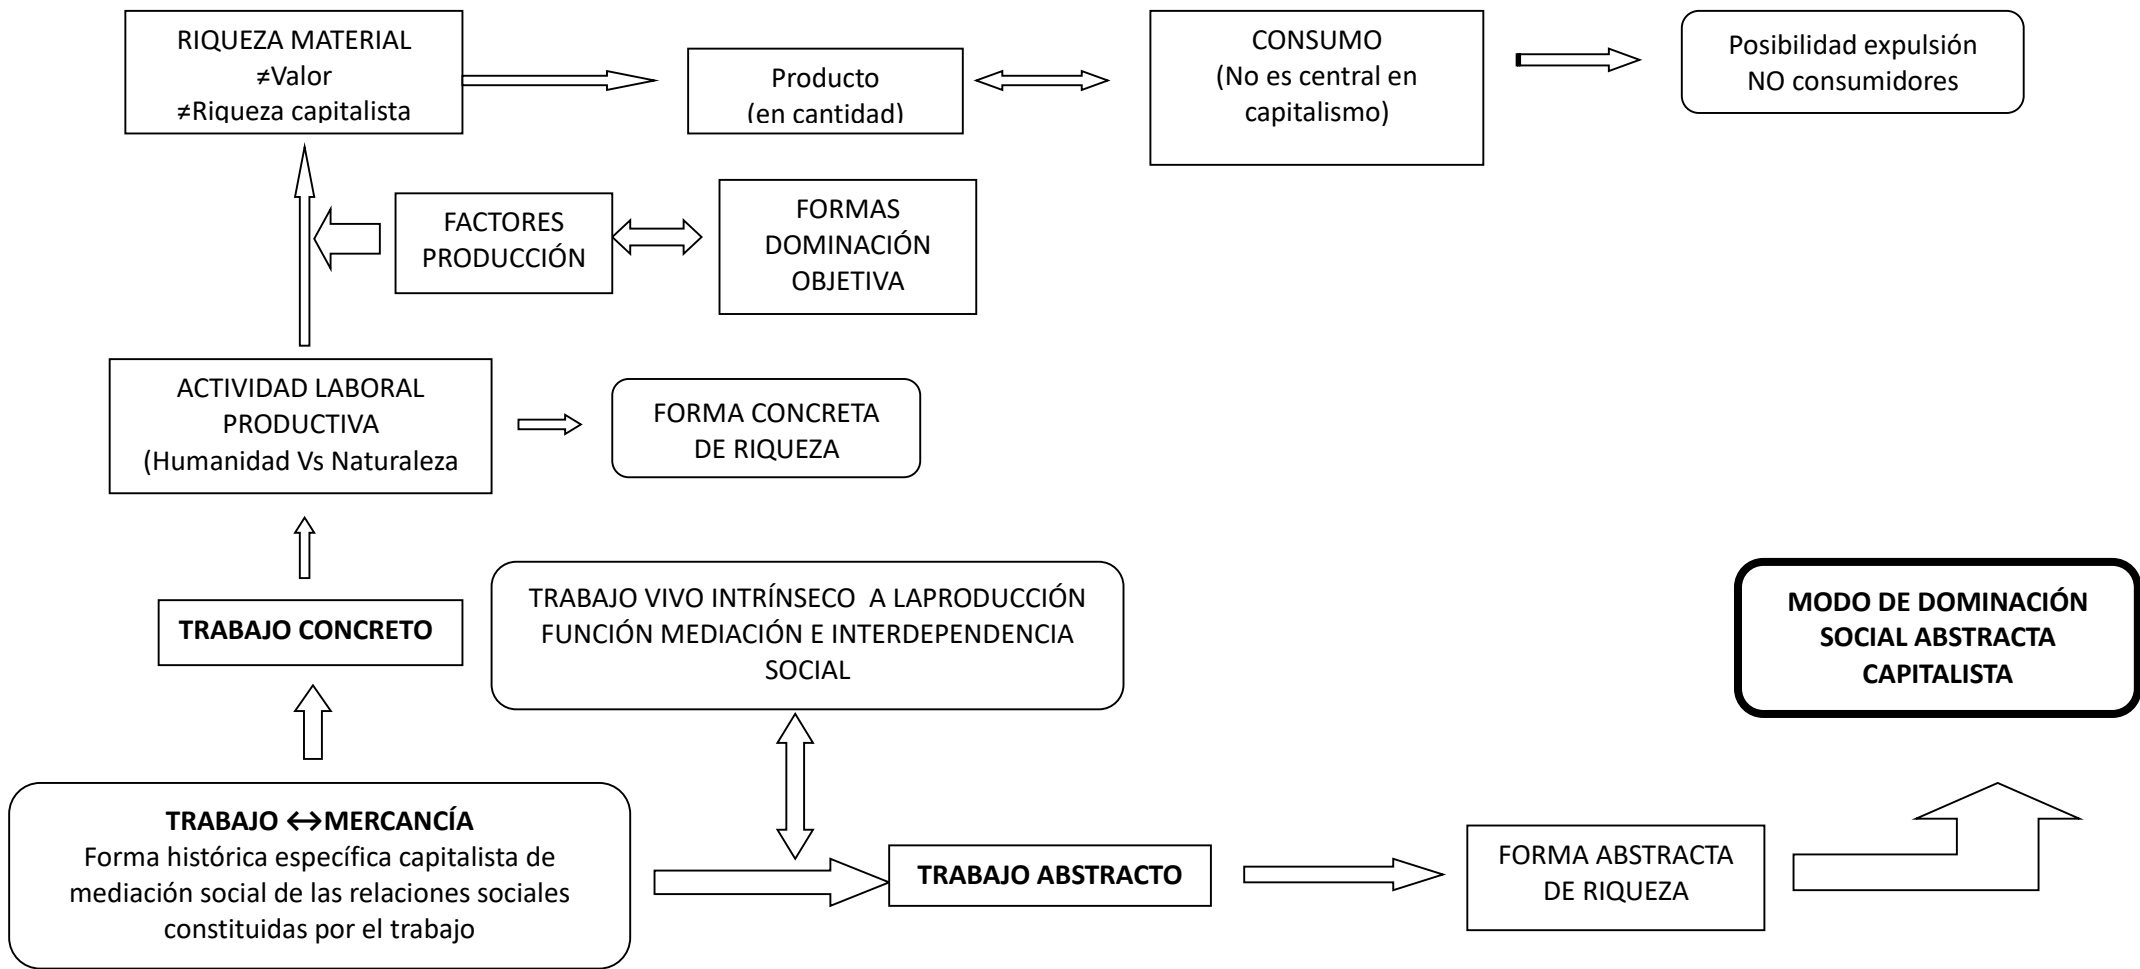 RIQUEZA MATERIAL
≠Valor
≠Riqueza capitalista
Producto
(en cantidad)
CONSUMO
(No es central en
capitalismo)
Posibilidad expulsión
NO consumidores
FACTORES
PRODUCCIÓN
FORMAS
DOMINACIÓN
OBJETIVA
ACTIVIDAD LABORAL
PRODUCTIVA
(Humanidad Vs Naturaleza
FORMA CONCRETA
DE RIQUEZA
TRABAJO CONCRETO
TRABAJO VIVO INTRÍNSECO A LAPRODUCCIÓN
FUNCIÓN MEDIACIÓN E INTERDEPENDENCIA
SOCIAL
MODO DE DOMINACIÓN
SOCIAL ABSTRACTA
CAPITALISTA
TRABAJO ↔MERCANCÍA
Forma histórica específica capitalista de
mediación social de las relaciones sociales
constituidas por el trabajo
TRABAJO ABSTRACTO
FORMA ABSTRACTA
DE RIQUEZA